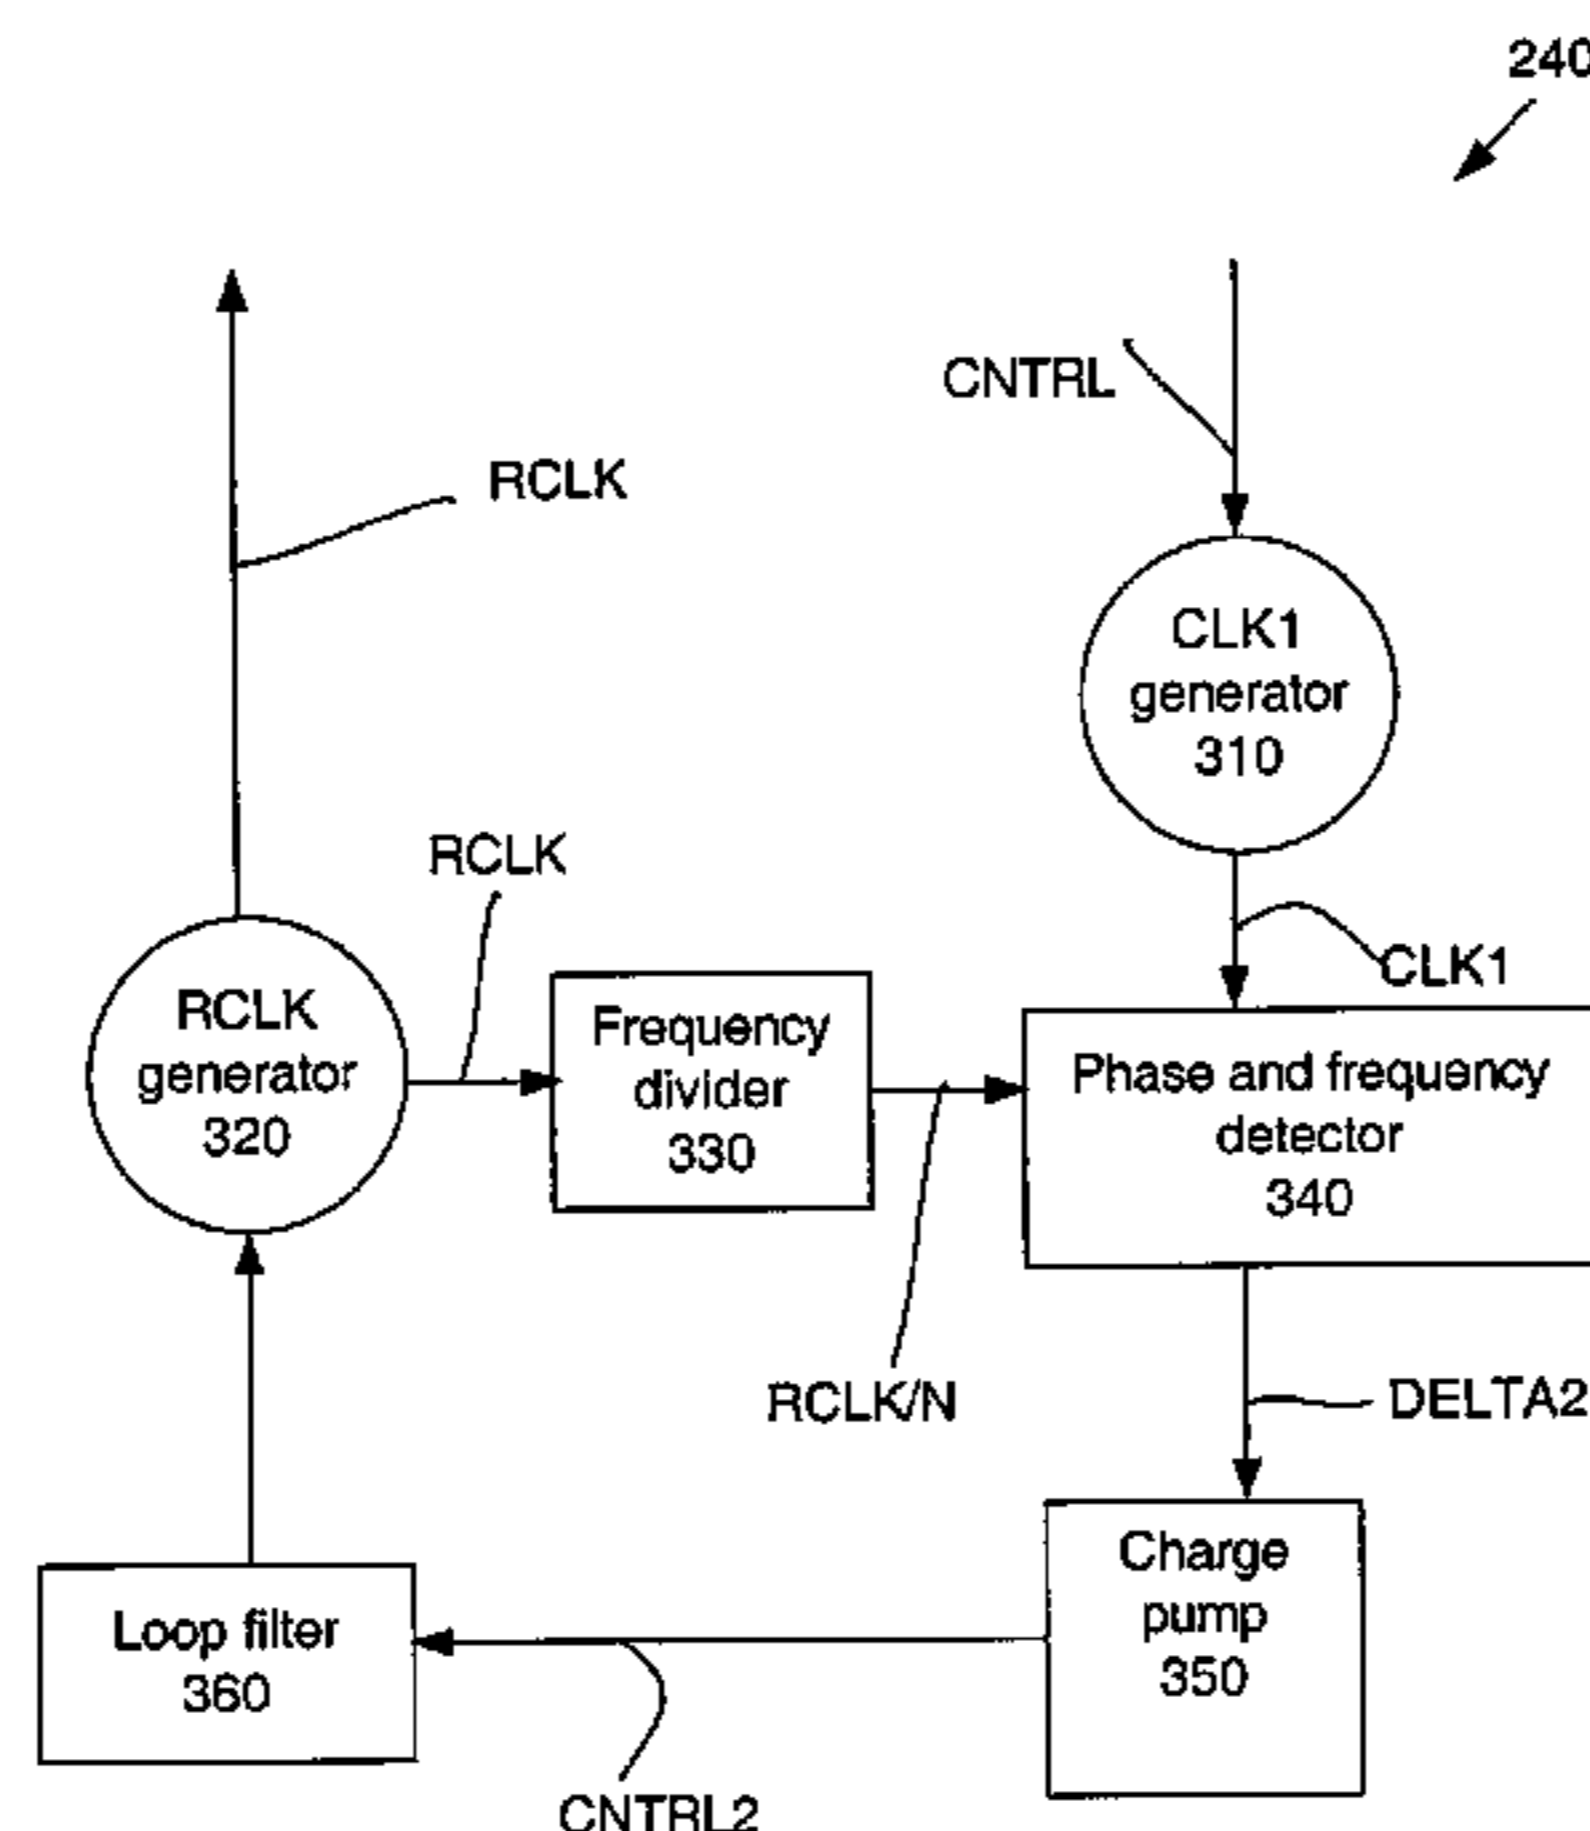 240
CNTRL
RCLK
CLK1
generator
310
RCLK
CLK1
RCLK
generator
320
Frequency
divider
330
Phase and frequency
detector
340
RCLK/N
DELTA2
Charge
pump
350
Loop filter
360
CNTRL2